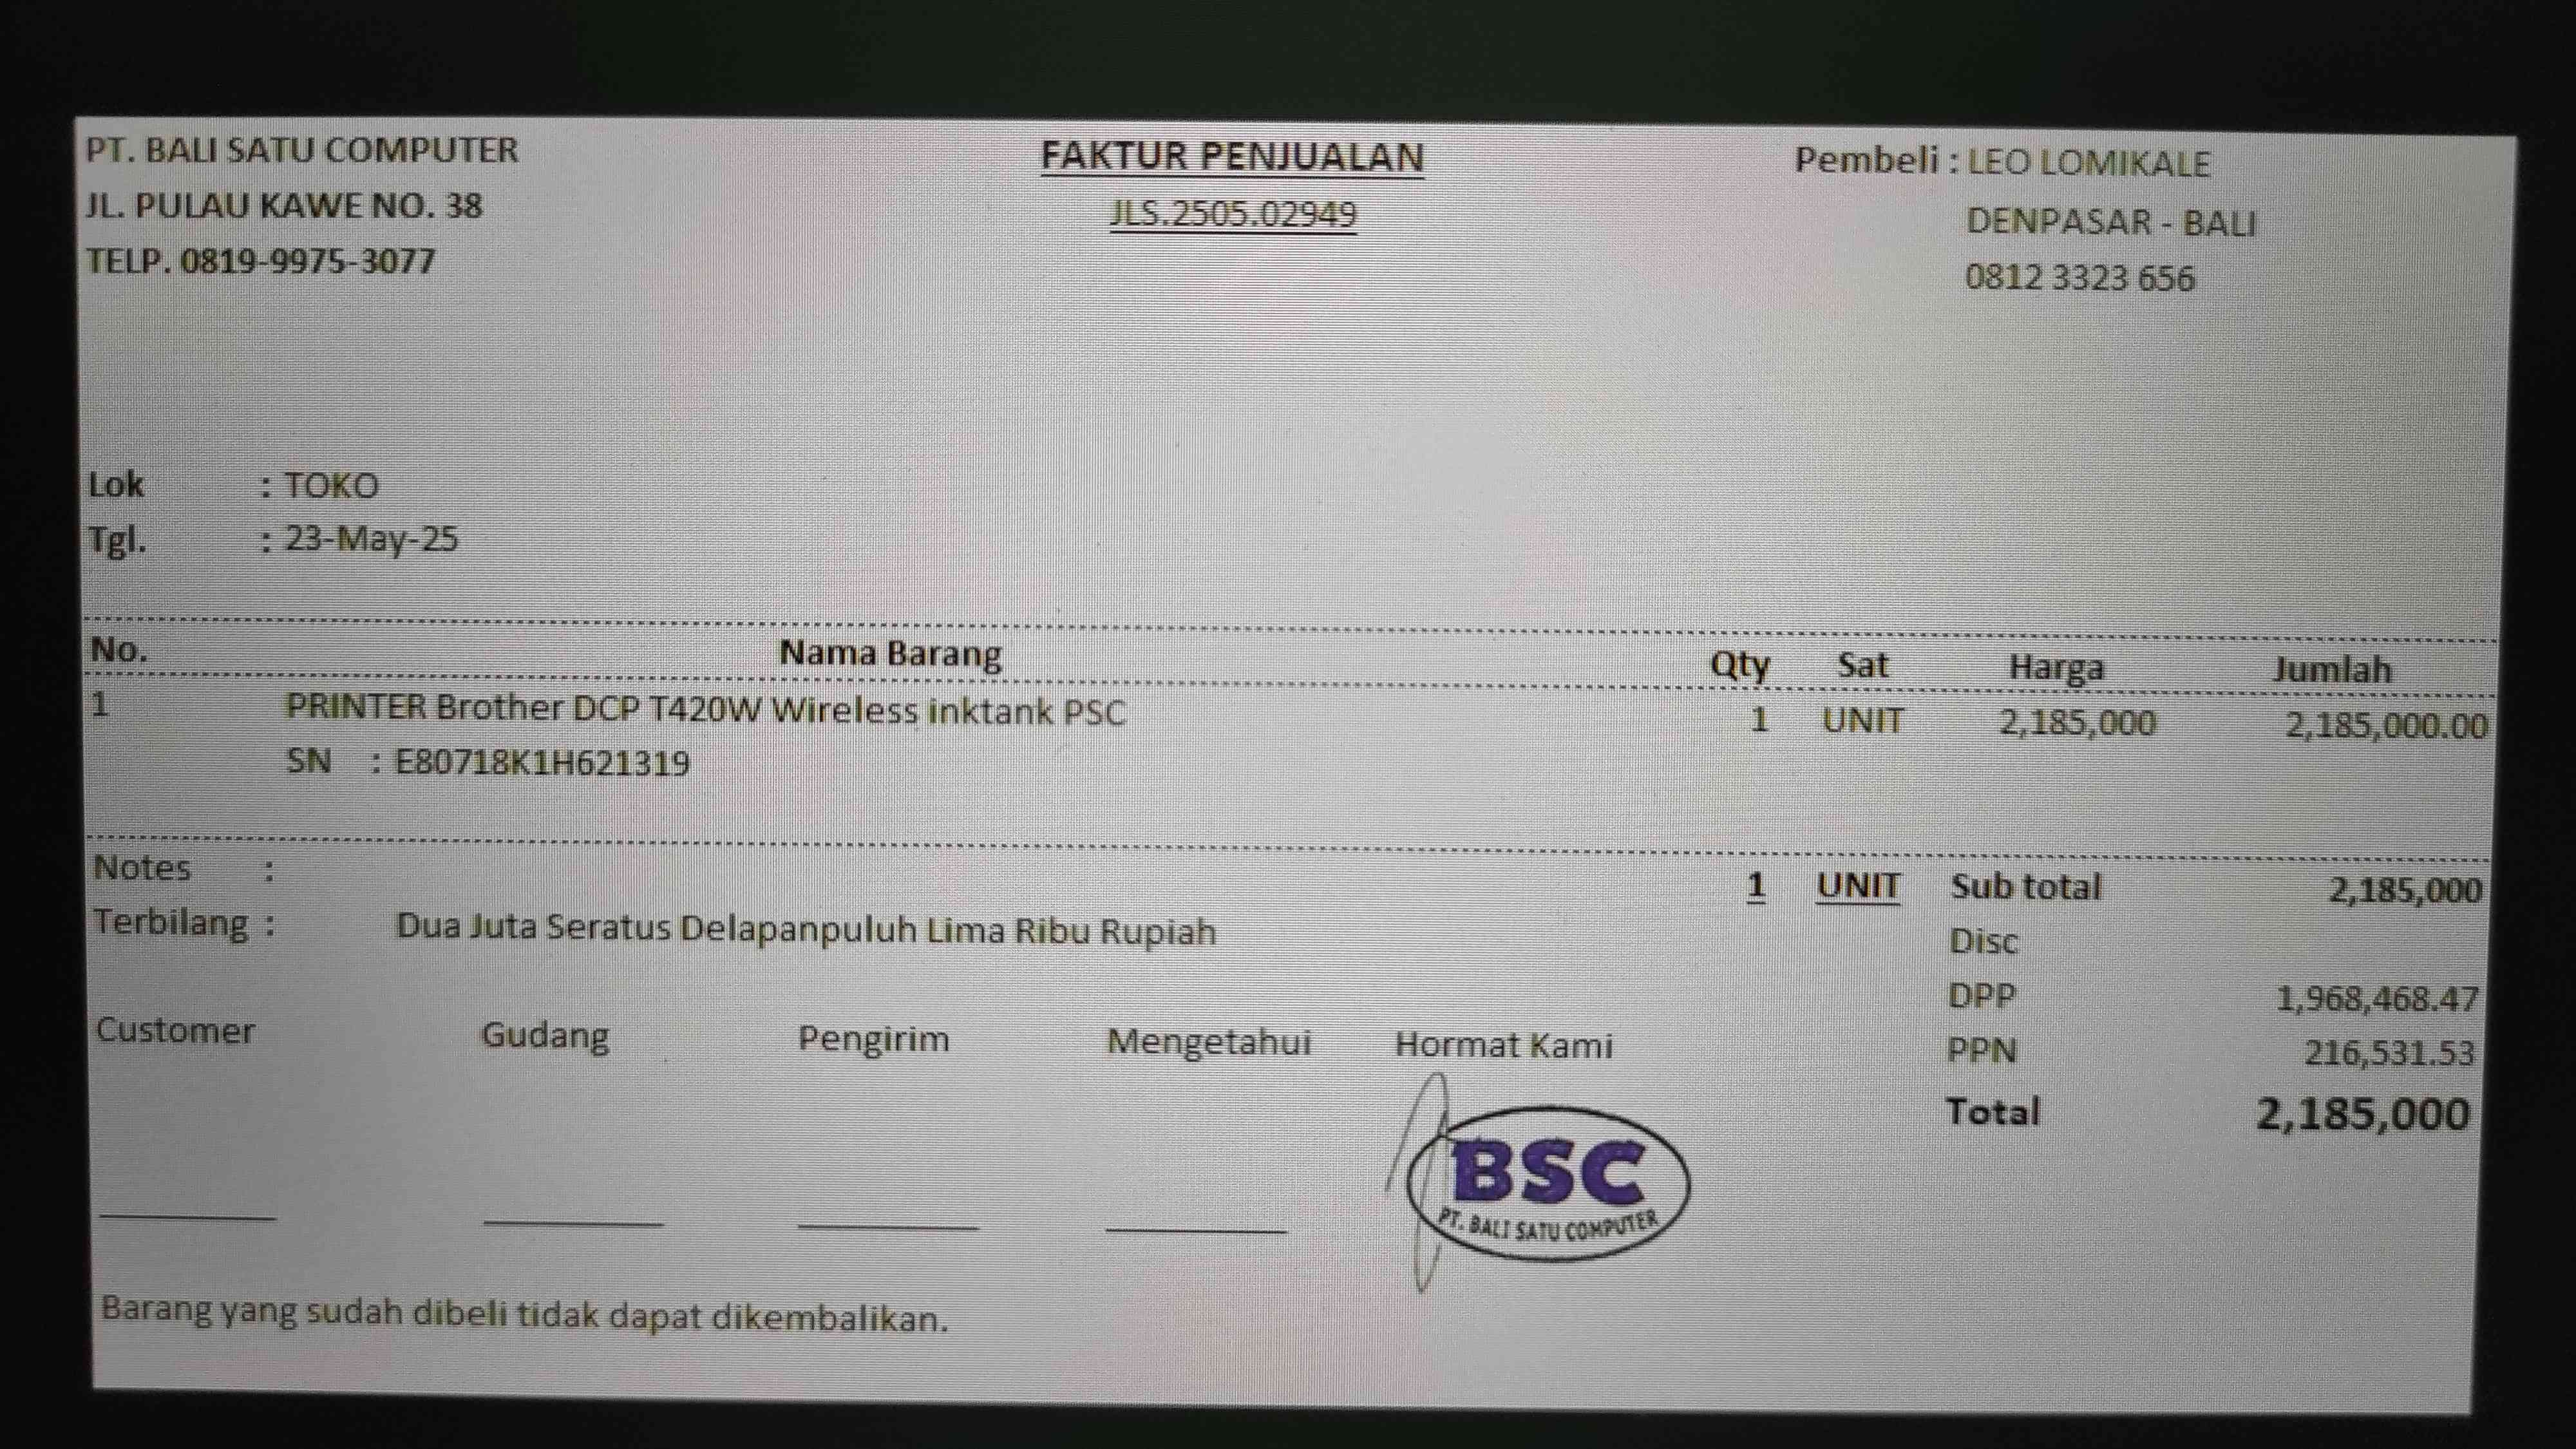 PT. BALI SATU COMPUTER
JL. PULAU KAWE NO. 38
TELP. 0819-9975-3077
FAKTUR PENJUALAN
JLS.2505.02949
Pembeli : LEO LOMIKALE
DENPASAR - BALI
0812 3323 656
Lok : TOKO
Tgl. : 23-May-25
No. Nama Barang Qty Sat Harga Jumlah
1 PRINTER Brother DCP T420W Wireless inktank PSC 1 UNIT 2,185,000 2,185,000.00
SN : E80718K1H621319
Notes :
Terbilang : Dua Juta Seratus Delapanpuluh Lima Ribu Rupiah
1 UNIT Sub total 2,185,000
Disc
DPP 1,968,468.47
PPN 216,531.53
Total 2,185,000
Customer Gudang Pengirim Mengetahui Hormat Kami
BSC
PT. BALI SATU COMPUTER
Barang yang sudah dibeli tidak dapat dikembalikan.